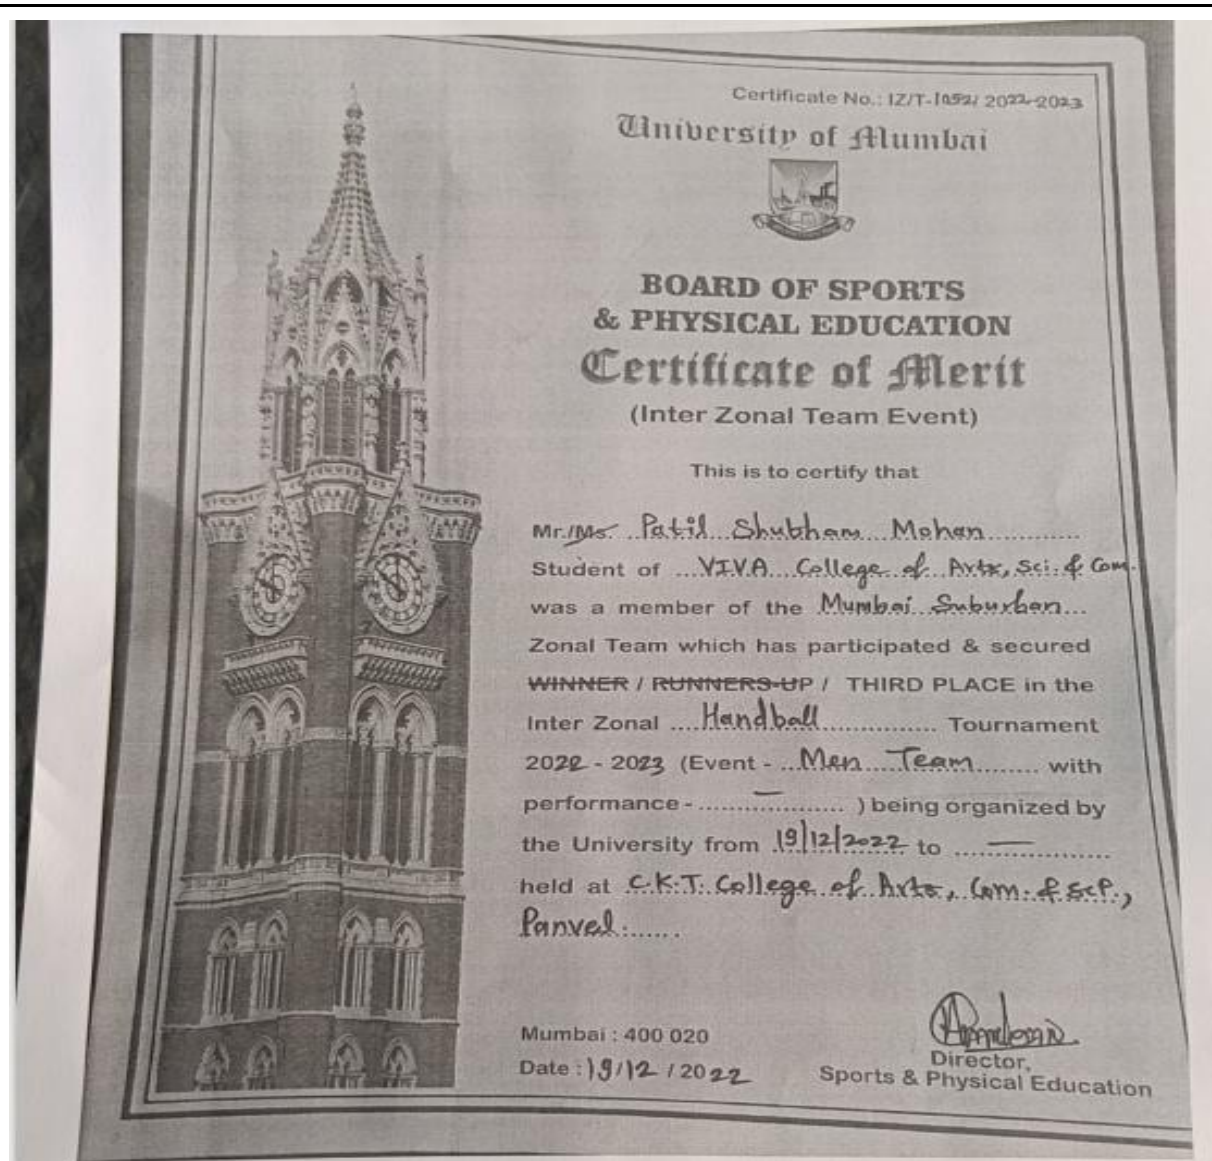 Certificate No.: IZ/T-1052/ 2022-2023
University of Mumbai
BOARD OF SPORTS
& PHYSICAL EDUCATION
Certificate of Merit
(Inter Zonal Team Event)
This is to certify that
Mr./Ms. Patil Shubham Mohan
Student of VIVA College of Arts, Sci. & Com.
was a member of the Mumbai Suburban
Zonal Team which has participated & secured
WINNER / RUNNERS-UP / THIRD PLACE in the
Inter Zonal Handball Tournament
2022 - 2023 (Event - Men Team with
performance - — ) being organized by
the University from 19/12/2022 to —
held at C.K.T. College of Arts, Com. & Sci.,
Panvel
Mumbai : 400 020
Date : 19/12 / 2022
Director,
Sports & Physical Education